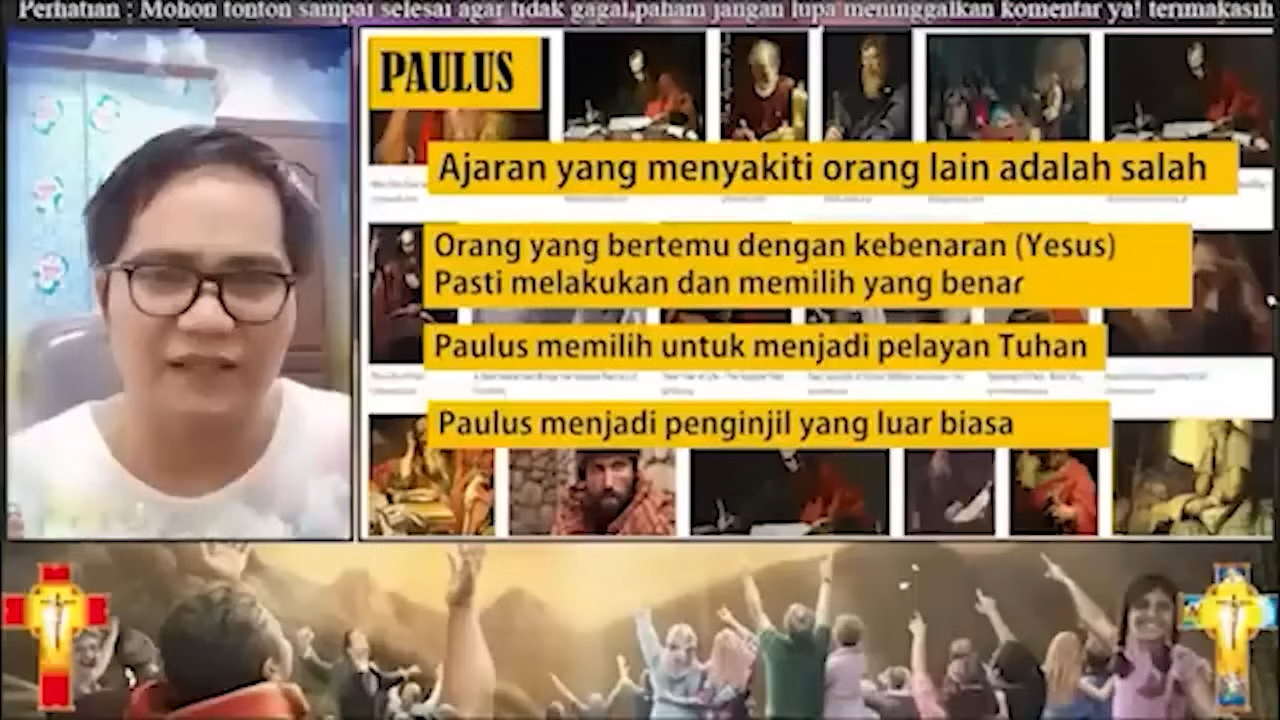 Perhatian : Mohon tonton sampai selesai agar tidak gagal,paham jangan lupa meninggalkan komentar ya! terimakasih
PAULUS
Ajaran yang menyakiti orang lain adalah salah
Orang yang bertemu dengan kebenaran (Yesus)
Pasti melakukan dan memilih yang benar
Paulus memilih untuk menjadi pelayan Tuhan
Paulus menjadi penginjil yang luar biasa